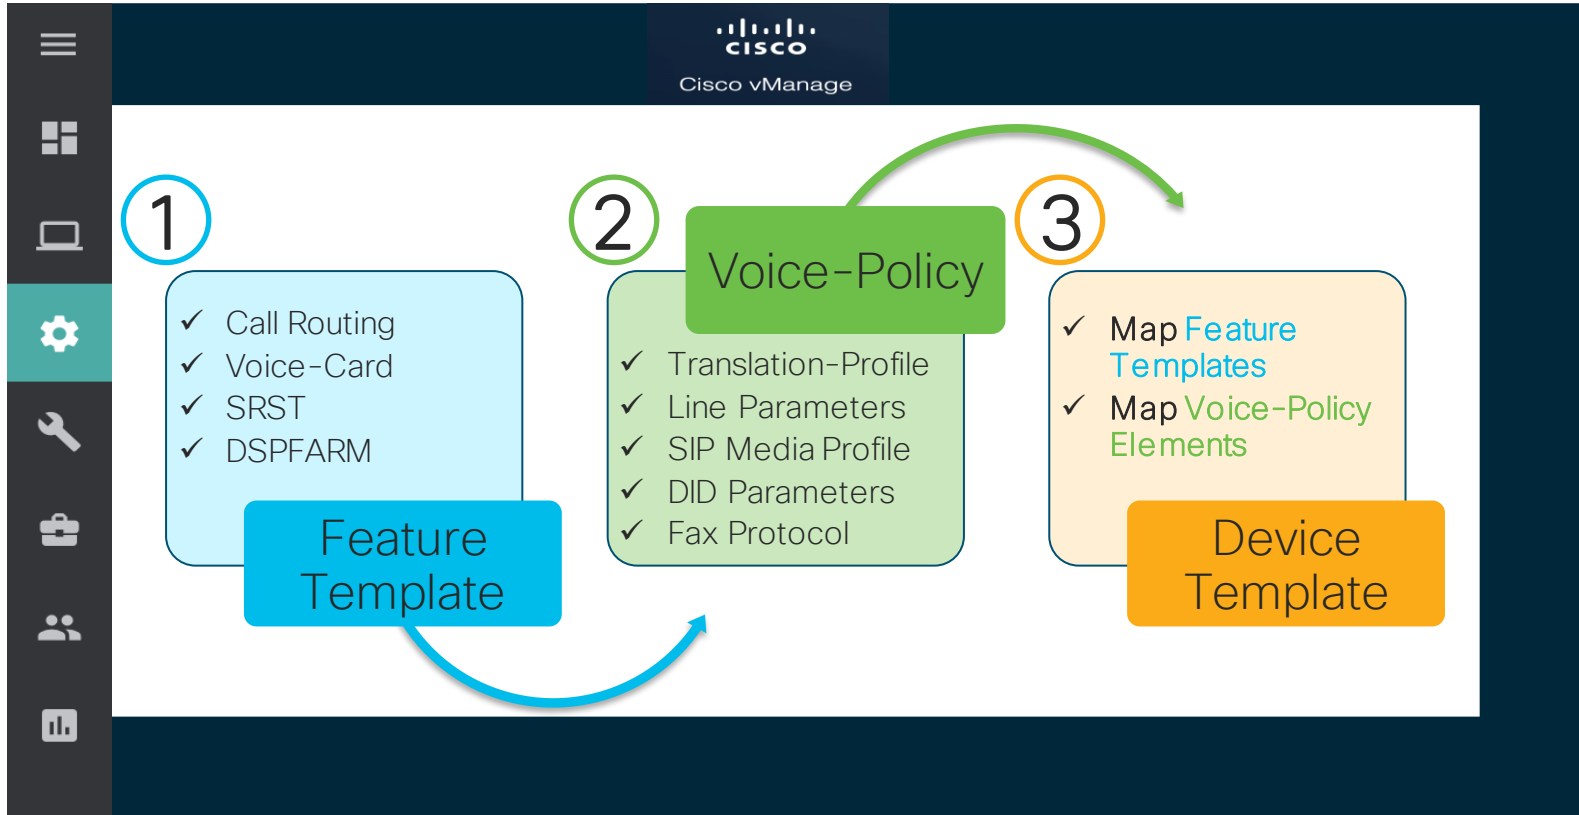 CISCO
Cisco vManage
1
Call Routing
Voice-Card
SRST
DSPFARM
Feature
Template
2
Voice-Policy
Translation-Profile
Line Parameters
SIP Media Profile
DID Parameters
Fax Protocol
3
Map Feature
Templates
Map Voice-Policy
Elements
Device
Template